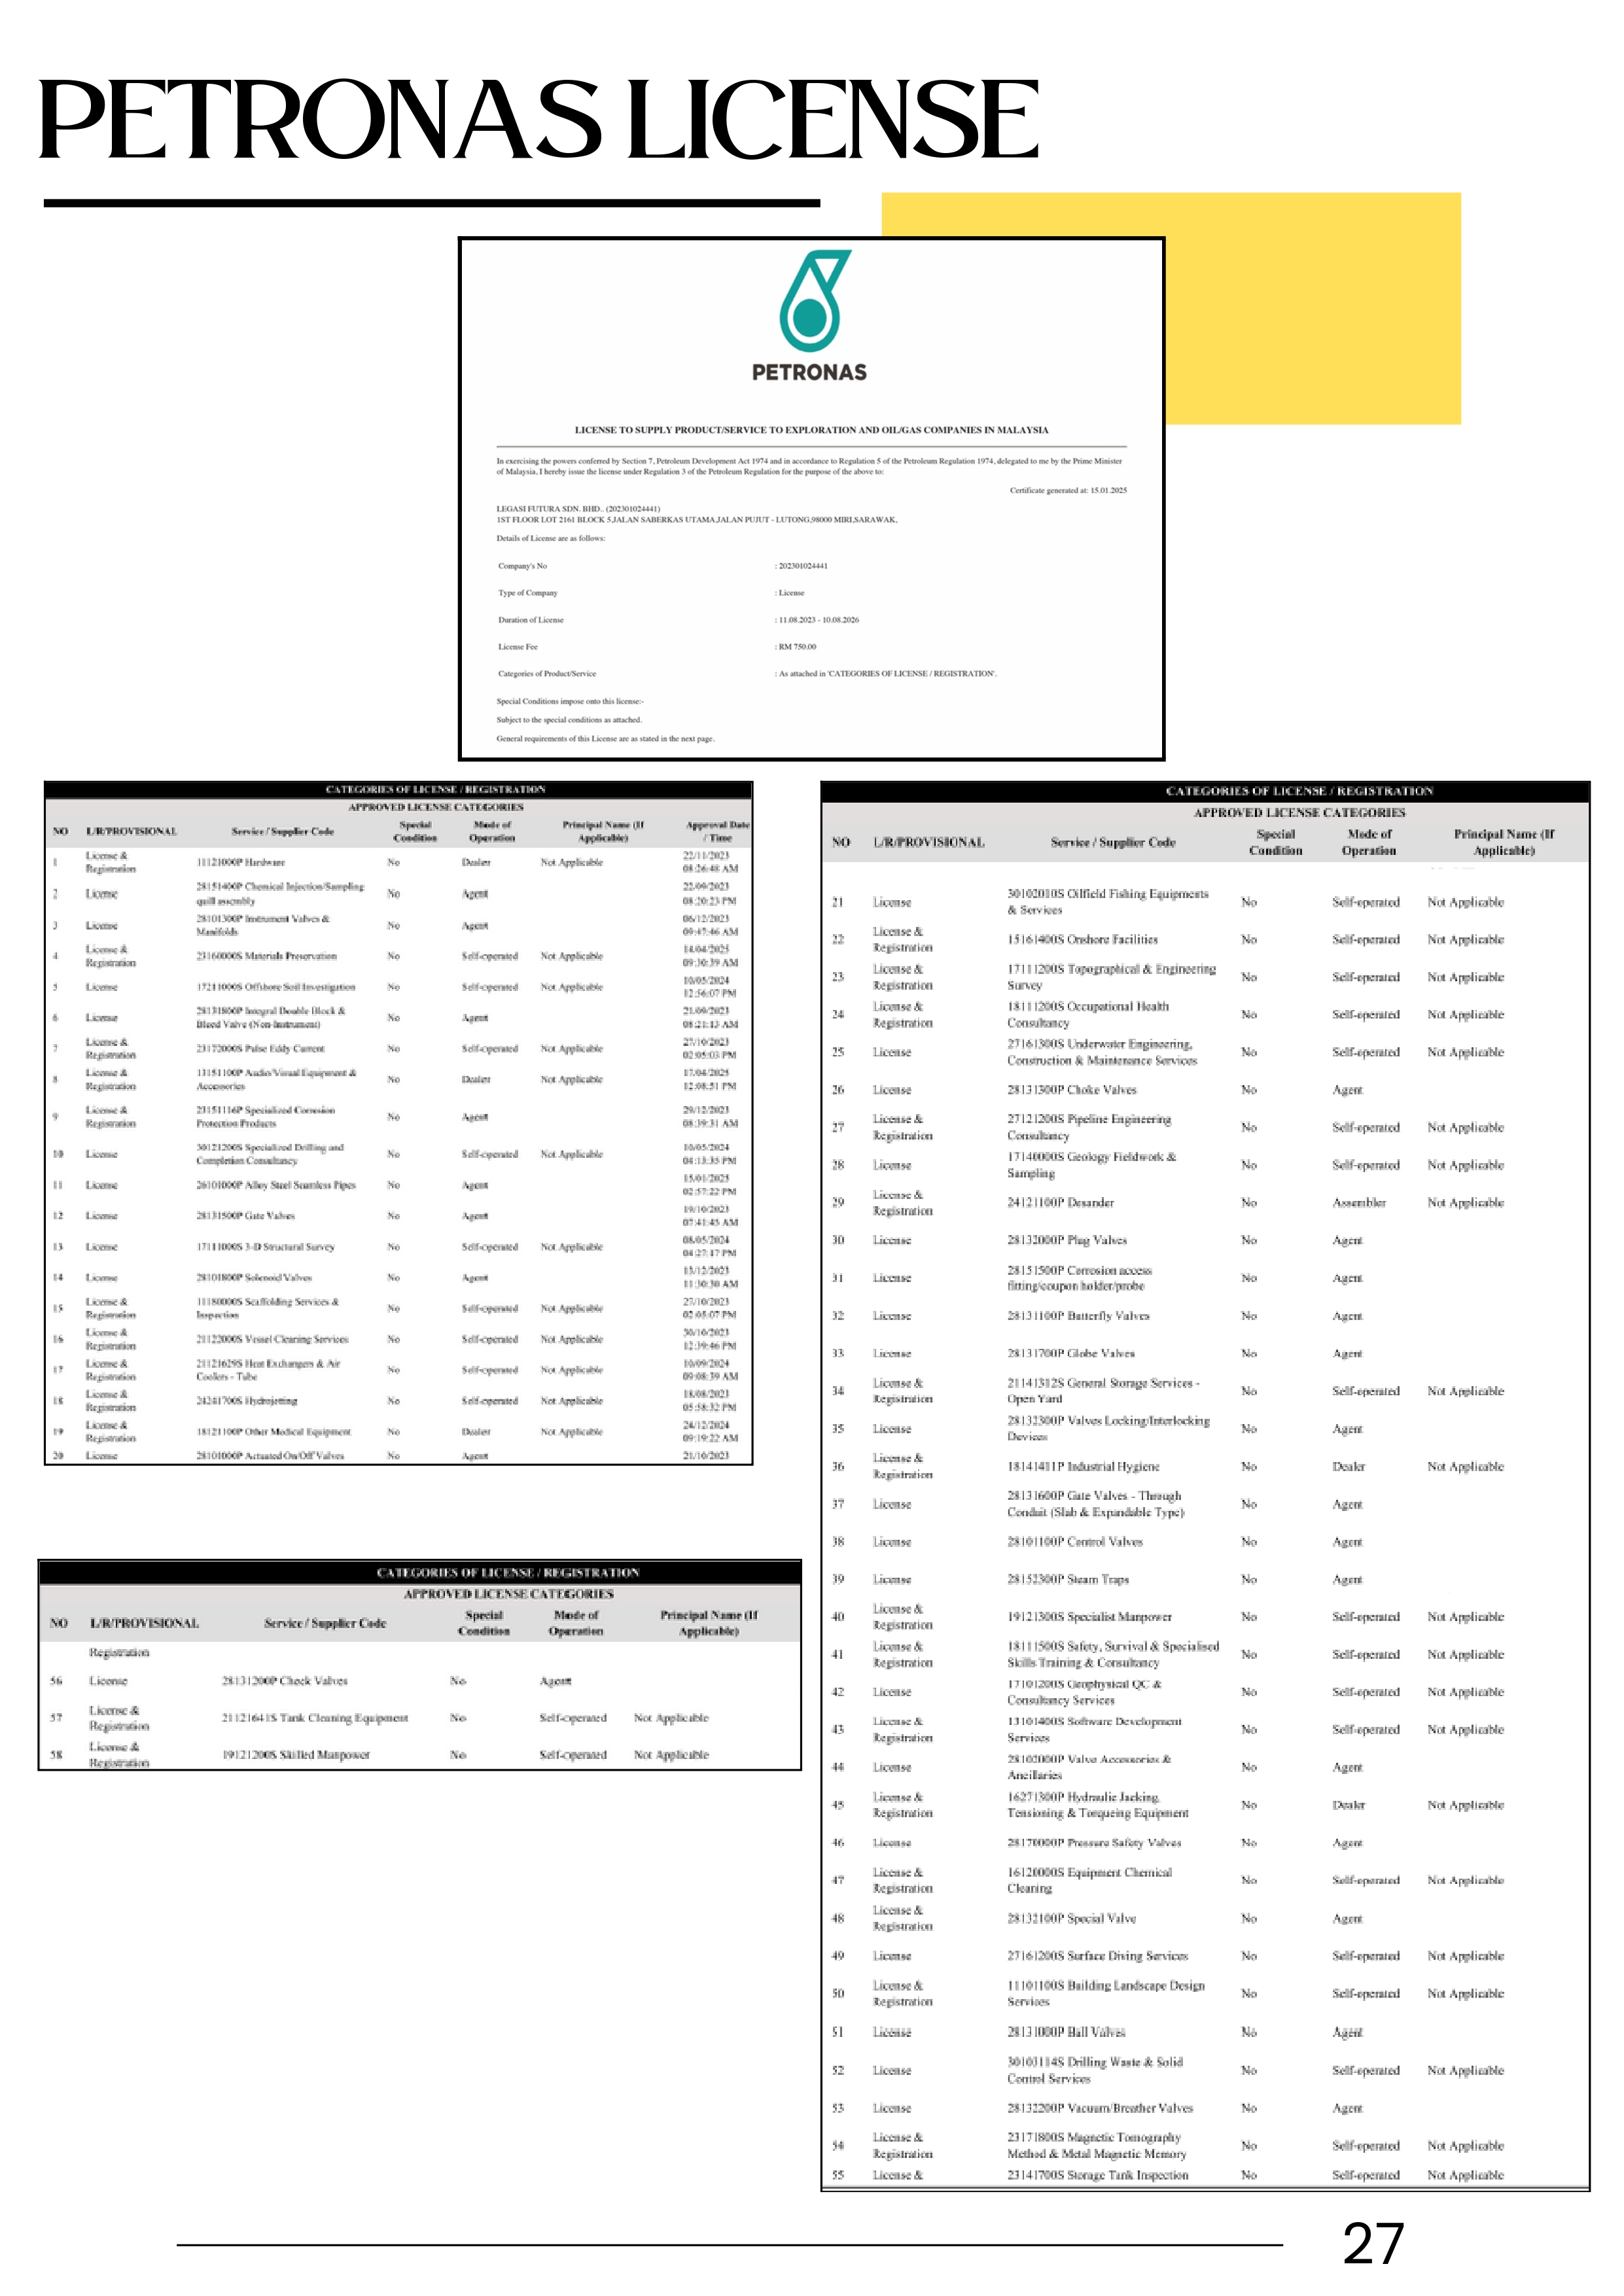 PETRONAS LICENSE
PETRONAS
LICENSE TO SUPPLY PRODUCT/SERVICE TO EXPLORATION AND OIL/GAS COMPANIES IN MALAYSIA
In exercising the powers conferred by Section 7, Petroleum Development Act 1974 and in accordance to Regulation 5 of the Petroleum Regulation 1974, delegated to me by the Prime Minister
of Malaysia, I hereby issue the license under Regulation 3 of the Petroleum Regulation for the purpose of the above to:
Certificate generated at: 15.01.2025
LEGASI FUTURA SDN. BHD.. (202301024441)
1ST FLOOR LOT 2161 BLOCK 5,JALAN SABERKAS UTAMA,JALAN PUJUT - LUTONG,98000 MIRI,SARAWAK,
Details of License are as follows:
Company's No : 202301024441
Type of Company : License
Duration of License : 11.08.2023 - 10.08.2026
License Fee : RM 750.00
Categories of Product/Service : As attached in 'CATEGORIES OF LICENSE / REGISTRATION'.
Special Conditions impose onto this license:-
Subject to the special conditions as attached.
General requirements of this License are as stated in the next page.
CATEGORIES OF LICENSE / REGISTRATION
APPROVED LICENSE CATEGORIES
NO L/R/PROVISIONAL Service / Supplier Code Special Condition Mode of Operation Principal Name (If Applicable) Approval Date / Time
1 License & Registration 11121000P Hardware No Dealer Not Applicable 22/11/2023 08:26:48 AM
2 License 28151400P Chemical Injection/Sampling quill assembly No Agent 22/09/2023 08:20:23 PM
3 License 28101300P Instrument Valves & Manifolds No Agent 06/12/2023 09:47:46 AM
4 License & Registration 23160000S Materials Preservation No Self-operated Not Applicable 14/04/2025 09:30:39 AM
5 License 17211000S Offshore Soil Investigation No Self-operated Not Applicable 10/05/2024 12:56:07 PM
6 License 28131800P Integral Double Block & Bleed Valve (Non-Instrument) No Agent 21/09/2023 08:21:13 AM
7 License & Registration 23172000S Pulse Eddy Current No Self-operated Not Applicable 27/10/2023 02:05:03 PM
8 License & Registration 13151100P Audio/Visual Equipment & Accessories No Dealer Not Applicable 17/04/2025 12:08:51 PM
9 License & Registration 23151116P Specialized Corrosion Protection Products No Agent 29/12/2023 08:39:31 AM
10 License 30121200S Specialized Drilling and Completion Consultancy No Self-operated Not Applicable 10/05/2024 04:13:35 PM
11 License 26101000P Alloy Steel Seamless Pipes No Agent 15/01/2025 02:57:22 PM
12 License 28131500P Gate Valves No Agent 19/10/2023 07:41:45 AM
13 License 17111000S 3-D Structural Survey No Self-operated Not Applicable 08/05/2024 04:27:17 PM
14 License 28101800P Solenoid Valves No Agent 13/12/2023 11:30:30 AM
15 License & Registration 11180000S Scaffolding Services & Inspection No Self-operated Not Applicable 27/10/2023 02:05:07 PM
16 License & Registration 21122000S Vessel Cleaning Services No Self-operated Not Applicable 30/10/2023 12:39:46 PM
17 License & Registration 21121629S Heat Exchangers & Air Coolers - Tube No Self-operated Not Applicable 10/09/2024 09:08:39 AM
18 License & Registration 24241700S Hydrojetting No Self-operated Not Applicable 18/08/2023 05:58:32 PM
19 License & Registration 18121100P Other Medical Equipment No Dealer Not Applicable 24/12/2024 09:19:22 AM
20 License 28101000P Actuated On/Off Valves No Agent 21/10/2023
CATEGORIES OF LICENSE / REGISTRATION
APPROVED LICENSE CATEGORIES
NO L/R/PROVISIONAL Service / Supplier Code Special Condition Mode of Operation Principal Name (If Applicable)
Registration
56 License 28131200P Check Valves No Agent
57 License & Registration 21121641S Tank Cleaning Equipment No Self-operated Not Applicable
58 License & Registration 19121200S Skilled Manpower No Self-operated Not Applicable
CATEGORIES OF LICENSE / REGISTRATION
APPROVED LICENSE CATEGORIES
NO L/R/PROVISIONAL Service / Supplier Code Special Condition Mode of Operation Principal Name (If Applicable)
21 License 30102010S Oilfield Fishing Equipments & Services No Self-operated Not Applicable
22 License & Registration 15161400S Onshore Facilities No Self-operated Not Applicable
23 License & Registration 17111200S Topographical & Engineering Survey No Self-operated Not Applicable
24 License & Registration 18111200S Occupational Health Consultancy No Self-operated Not Applicable
25 License 27161300S Underwater Engineering, Construction & Maintenance Services No Self-operated Not Applicable
26 License 28131300P Choke Valves No Agent
27 License & Registration 27121200S Pipeline Engineering Consultancy No Self-operated Not Applicable
28 License 17140000S Geology Fieldwork & Sampling No Self-operated Not Applicable
29 License & Registration 24121100P Desander No Assembler Not Applicable
30 License 28132000P Plug Valves No Agent
31 License 28151500P Corrosion access fitting/coupon holder/probe No Agent
32 License 28131100P Butterfly Valves No Agent
33 License 28131700P Globe Valves No Agent
34 License & Registration 21141312S General Storage Services - Open Yard No Self-operated Not Applicable
35 License 28132300P Valves Locking/Interlocking Devices No Agent
36 License & Registration 18141411P Industrial Hygiene No Dealer Not Applicable
37 License 28131600P Gate Valves - Through Conduit (Slab & Expandable Type) No Agent
38 License 28101100P Control Valves No Agent
39 License 28152300P Steam Traps No Agent
40 License & Registration 19121300S Specialist Manpower No Self-operated Not Applicable
41 License & Registration 18111500S Safety, Survival & Specialised Skills Training & Consultancy No Self-operated Not Applicable
42 License 17101200S Geophysical QC & Consultancy Services No Self-operated Not Applicable
43 License & Registration 13101400S Software Development Services No Self-operated Not Applicable
44 License 28102000P Valve Accessories & Ancillaries No Agent
45 License & Registration 16271300P Hydraulic Jacking, Tensioning & Torqueing Equipment No Dealer Not Applicable
46 License 28170000P Pressure Safety Valves No Agent
47 License & Registration 16120000S Equipment Chemical Cleaning No Self-operated Not Applicable
48 License & Registration 28132100P Special Valve No Agent
49 License 27161200S Surface Diving Services No Self-operated Not Applicable
50 License & Registration 11101100S Building Landscape Design Services No Self-operated Not Applicable
51 License 28131000P Ball Valves No Agent
52 License 30103114S Drilling Waste & Solid Control Services No Self-operated Not Applicable
53 License 28132200P Vacuum/Breather Valves No Agent
54 License & Registration 23171800S Magnetic Tomography Method & Metal Magnetic Memory No Self-operated Not Applicable
55 License & 23141700S Storage Tank Inspection No Self-operated Not Applicable
27